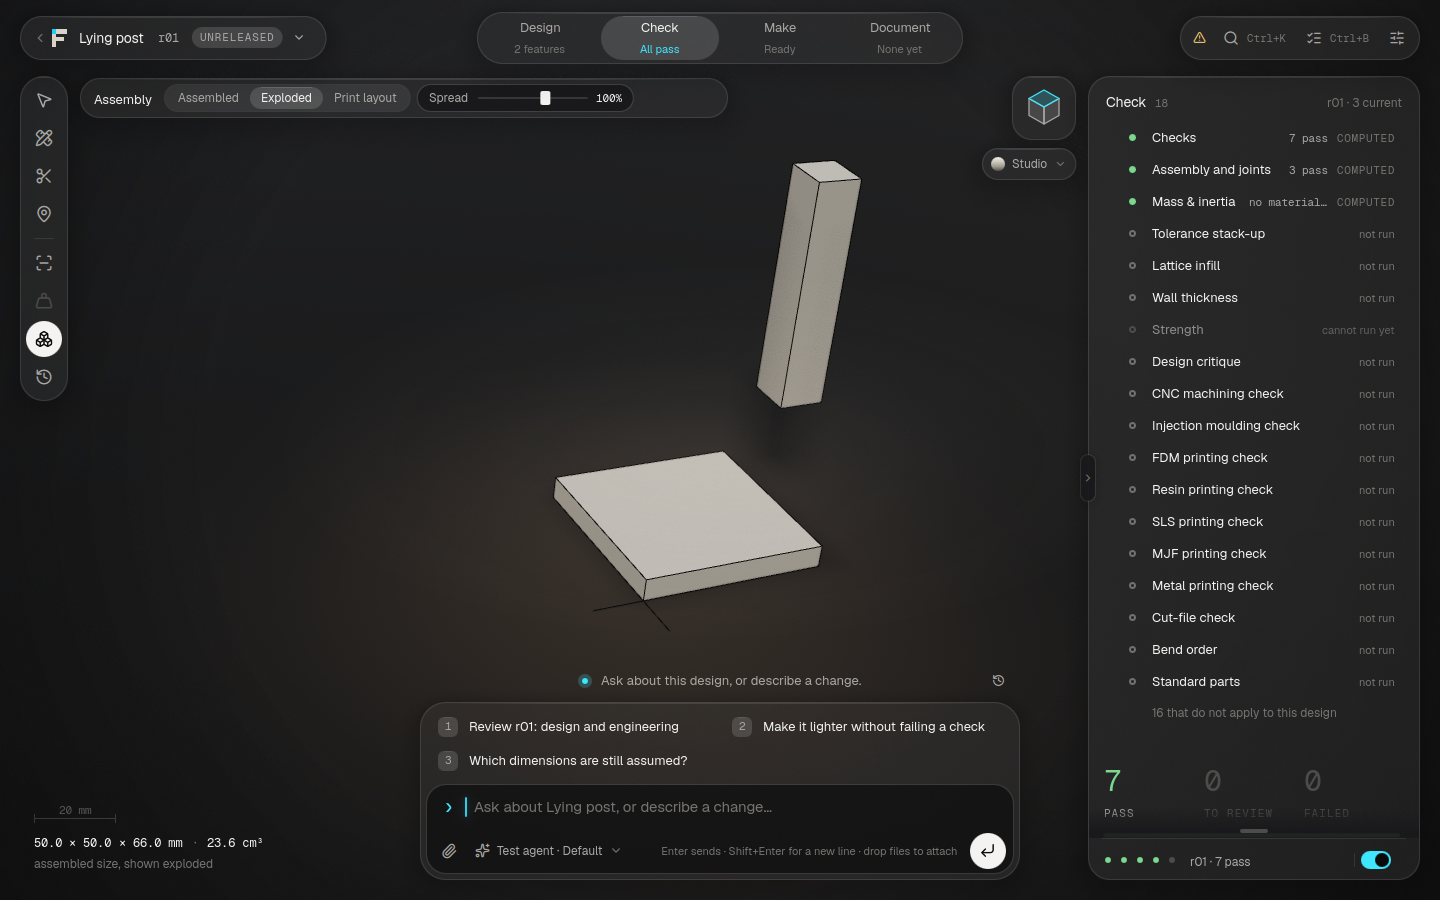 Lying post r01 UNRELEASED
Design Check Make Document
2 features All pass Ready None yet
Ctrl+K Ctrl+B
Assembly Assembled Exploded Print layout Spread 100%
Studio
Check 18 r01 · 3 current
Checks 7 pass COMPUTED
Assembly and joints 3 pass COMPUTED
Mass & inertia no material… COMPUTED
Tolerance stack-up not run
Lattice infill not run
Wall thickness not run
Strength cannot run yet
Design critique not run
CNC machining check not run
Injection moulding check not run
FDM printing check not run
Resin printing check not run
SLS printing check not run
MJF printing check not run
Metal printing check not run
Cut-file check not run
Bend order not run
Standard parts not run
16 that do not apply to this design
7 0 0
PASS TO REVIEW FAILED
r01 · 7 pass
Ask about this design, or describe a change.
1 Review r01: design and engineering 2 Make it lighter without failing a check
3 Which dimensions are still assumed?
Ask about Lying post, or describe a change...
Test agent · Default Enter sends · Shift+Enter for a new line · drop files to attach
20 mm
50.0 × 50.0 × 66.0 mm · 23.6 cm³
assembled size, shown exploded